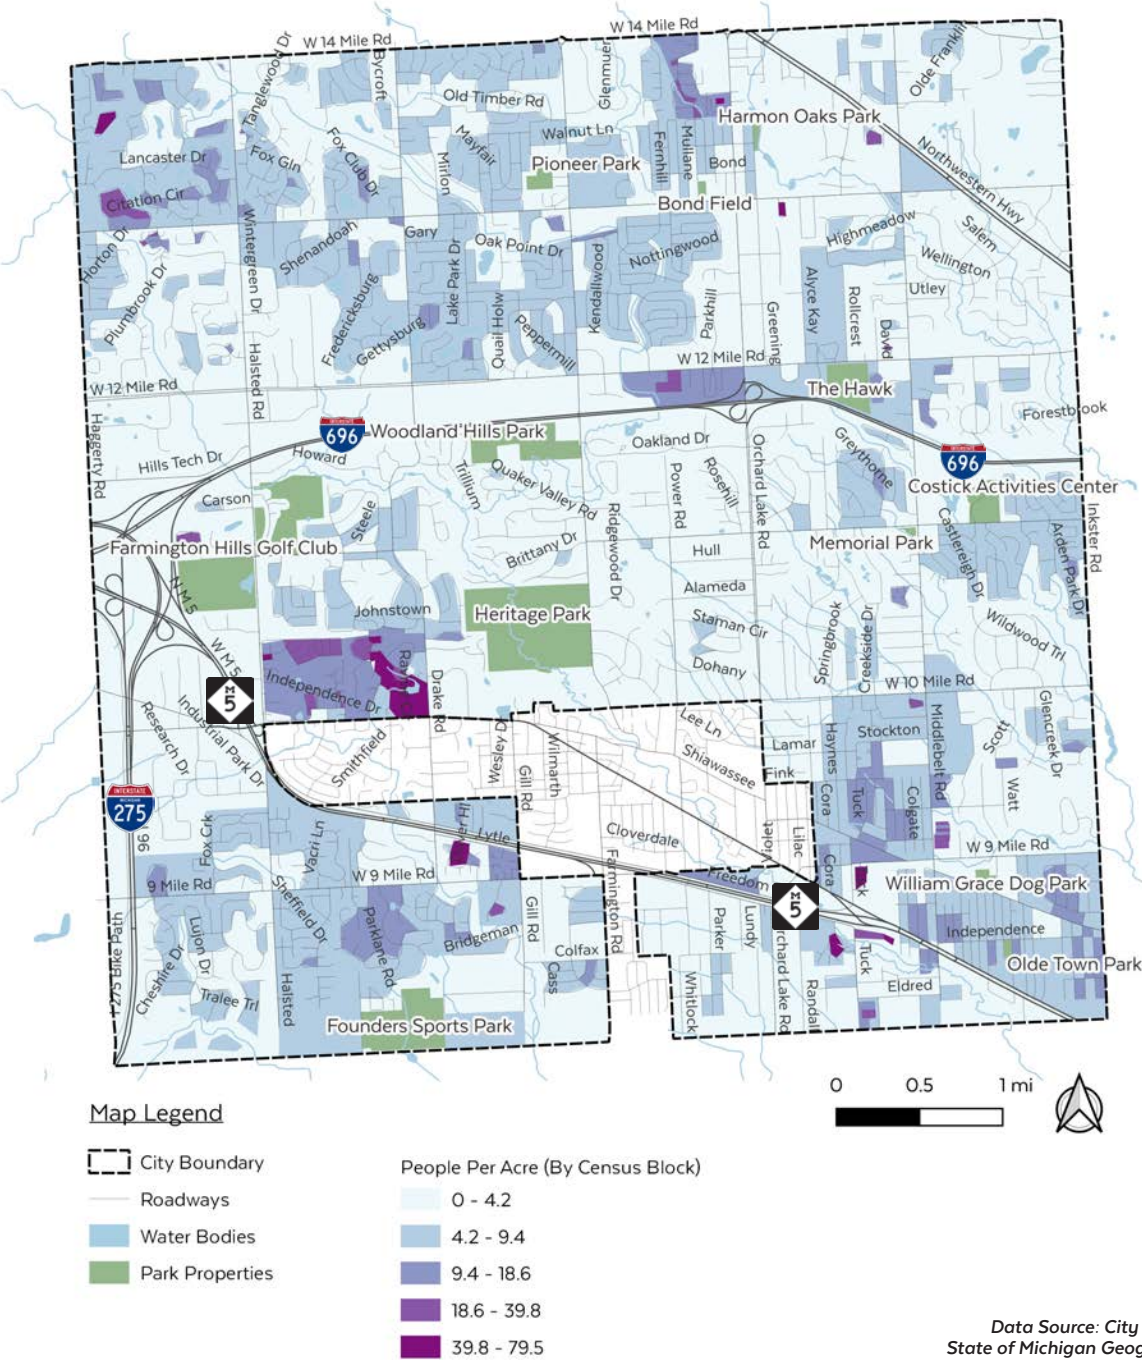 W 14 Mile Rd
W 14 Mile Rd
Tanglewood Dr
Bycroft
Glenmuer
Olde Franklin
Old Timber Rd
Harmon Oaks Park
Walnut Ln
Mayfair
Fernhill
Mullane
Northwestern Hwy
Lancaster Dr
Fox Gln
Fox Club Dr
Mirlon
Pioneer Park
Bond
Citation Cir
Bond Field
Horton Dr
Wintergreen Dr
Shenandoah
Gary
Lake Park Dr
Oak Point Dr
Kendallwood
Nottingwood
Highmeadow
Salem
Wellington
Plumbrook Dr
Fredericksburg
Gettysburg
Quail Holw
Peppermill
Parkhill
Greening
Alyce Kay
Rollcrest
David
Utley
Halsted Rd
W 12 Mile Rd
W 12 Mile Rd
The Hawk
Haggerty Rd
INTERSTATE
696
Woodland Hills Park
Forestbrook
Hills Tech Dr
Howard
Trillium
Quaker Valley Rd
Oakland Dr
Power Rd
Rosehill
Orchard Lake Rd
Greythorne
696
Costick Activities Center
Carson
Steele
Ridgewood Dr
Castlereigh Dr
Inkster Rd
Farmington Hills Golf Club
Brittany Dr
Hull
Memorial Park
Arden Park Dr
N M 5
Johnstown
Heritage Park
Alameda
Staman Cir
Springbrook
Creekside Dr
Wildwood Trl
W M 5
Dohany
M
5
Independence Dr
Drake Rd
W 10 Mile Rd
Research Dr
Industrial Park Dr
Smithfield
Wesley D
Wilmarth
Lee Ln
Shiawassee
Lamar
Haynes
Stockton
Middlebelt Rd
Scott
Glencreek Dr
Gill Rd
Fink
Cora
Tuck
Colgate
Watt
INTERSTATE
MICHIGAN
275
96
Fox Crk
Vacri Ln
Lytle
Cloverdale
Violet
Lilac
W 9 Mile Rd
9 Mile Rd
W 9 Mile Rd
Farmington Rd
Freedom
Cora
William Grace Dog Park
M
5
Sheffield Dr
Parklane Rd
Bridgeman
Gill Rd
Colfax
Cass
Parker
Lundy
rchard Lake Rd
Tuck
Independence
Olde Town Park
I-275 Bike Path
Cheshire Dr
Lujon Dr
Tralee Trl
Halsted
Whitlock
Randall
Eldred
Founders Sports Park
0 0.5 1 mi
Map Legend
City Boundary
Roadways
Water Bodies
Park Properties
People Per Acre (By Census Block)
0 - 4.2
4.2 - 9.4
9.4 - 18.6
18.6 - 39.8
39.8 - 79.5
Data Source: City
State of Michigan Geog